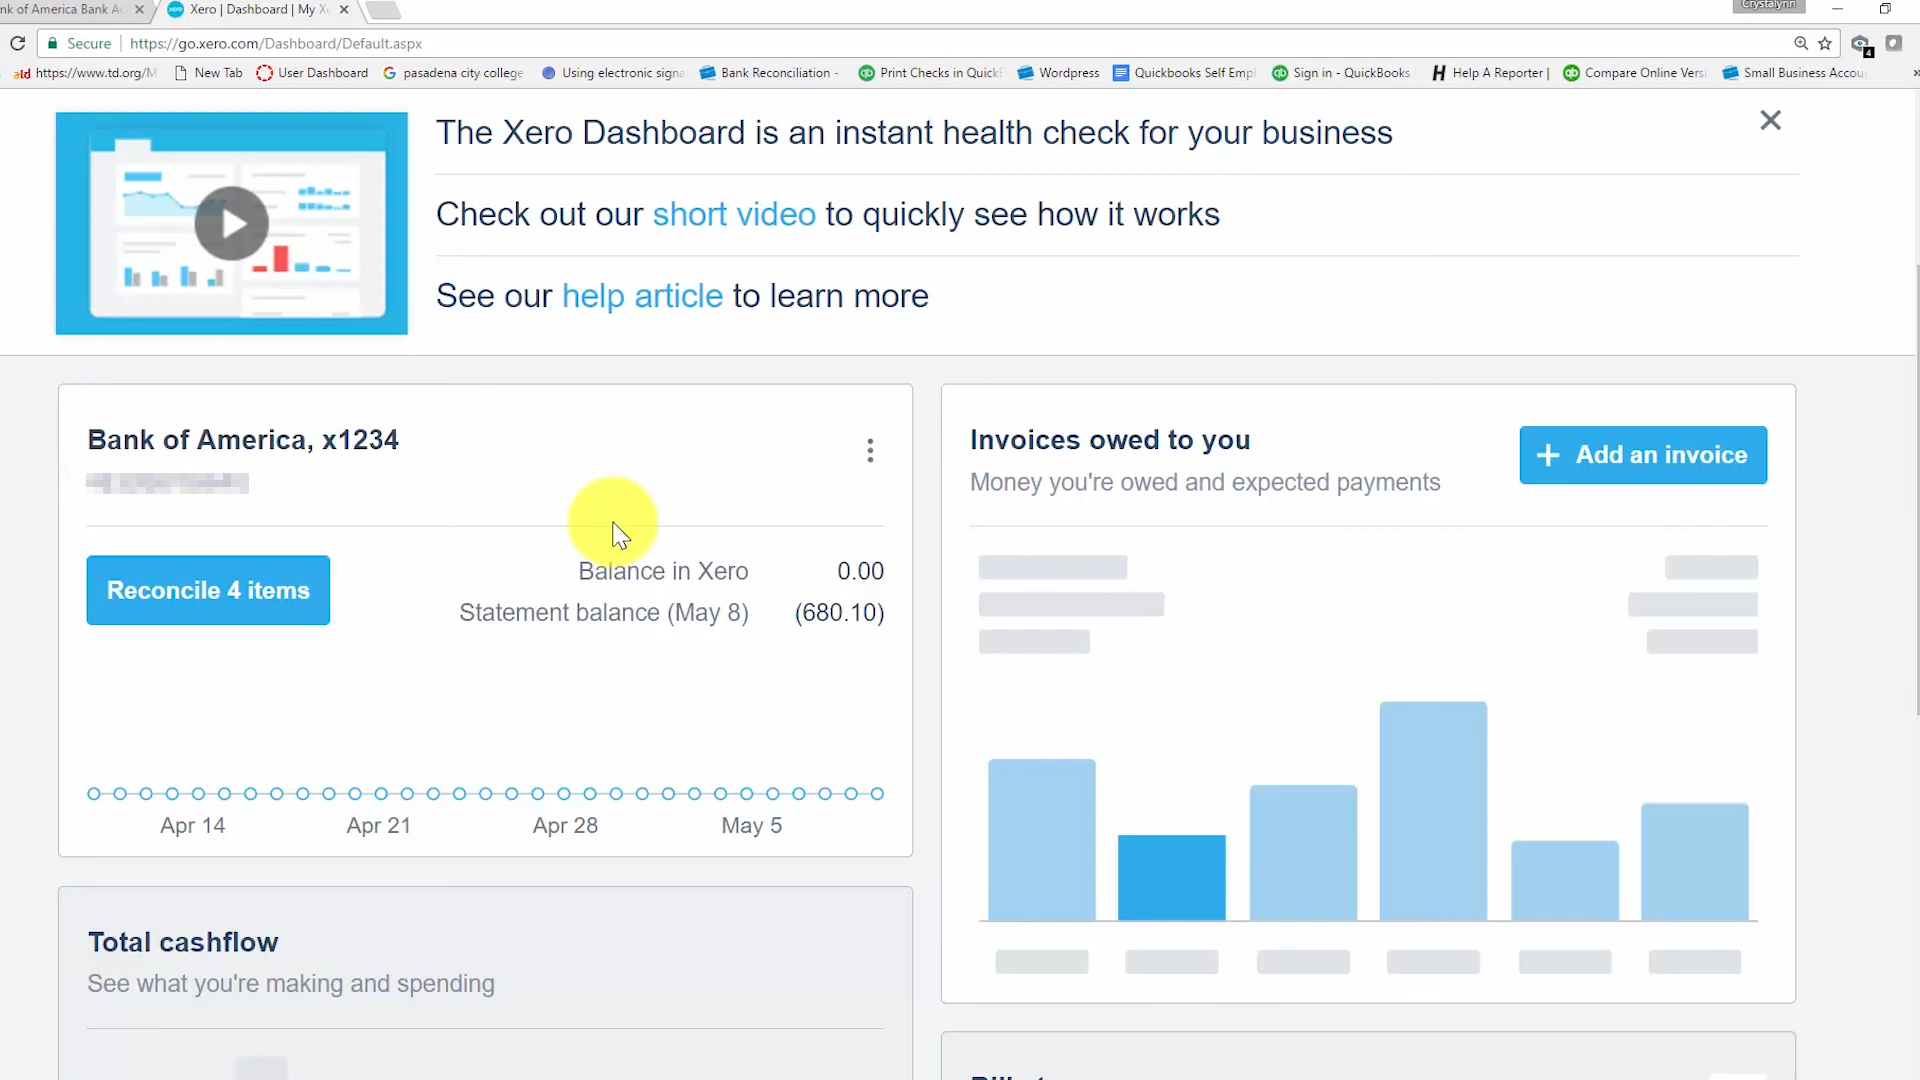 nk of America Bank A
Xero | Dashboard | My X
Crystalynn
Secure
https://go.xero.com/Dashboard/Default.aspx
4
ald https://www.td.org/M
New Tab
User Dashboard
pasadena city college
Using electronic signa
Bank Reconciliation -
Print Checks in Quick
Wordpress
Quickbooks Self Empl
Sign in - QuickBooks
H Help A Reporter |
Compare Online Vers
Small Business Accou
»
The Xero Dashboard is an instant health check for your business
Check out our short video to quickly see how it works
See our help article to learn more
Bank of America, x1234
Reconcile 4 items
Balance in Xero 0.00
Statement balance (May 8) (680.10)
Apr 14 Apr 21 Apr 28 May 5
Invoices owed to you
Money you're owed and expected payments
+ Add an invoice
Total cashflow
See what you're making and spending